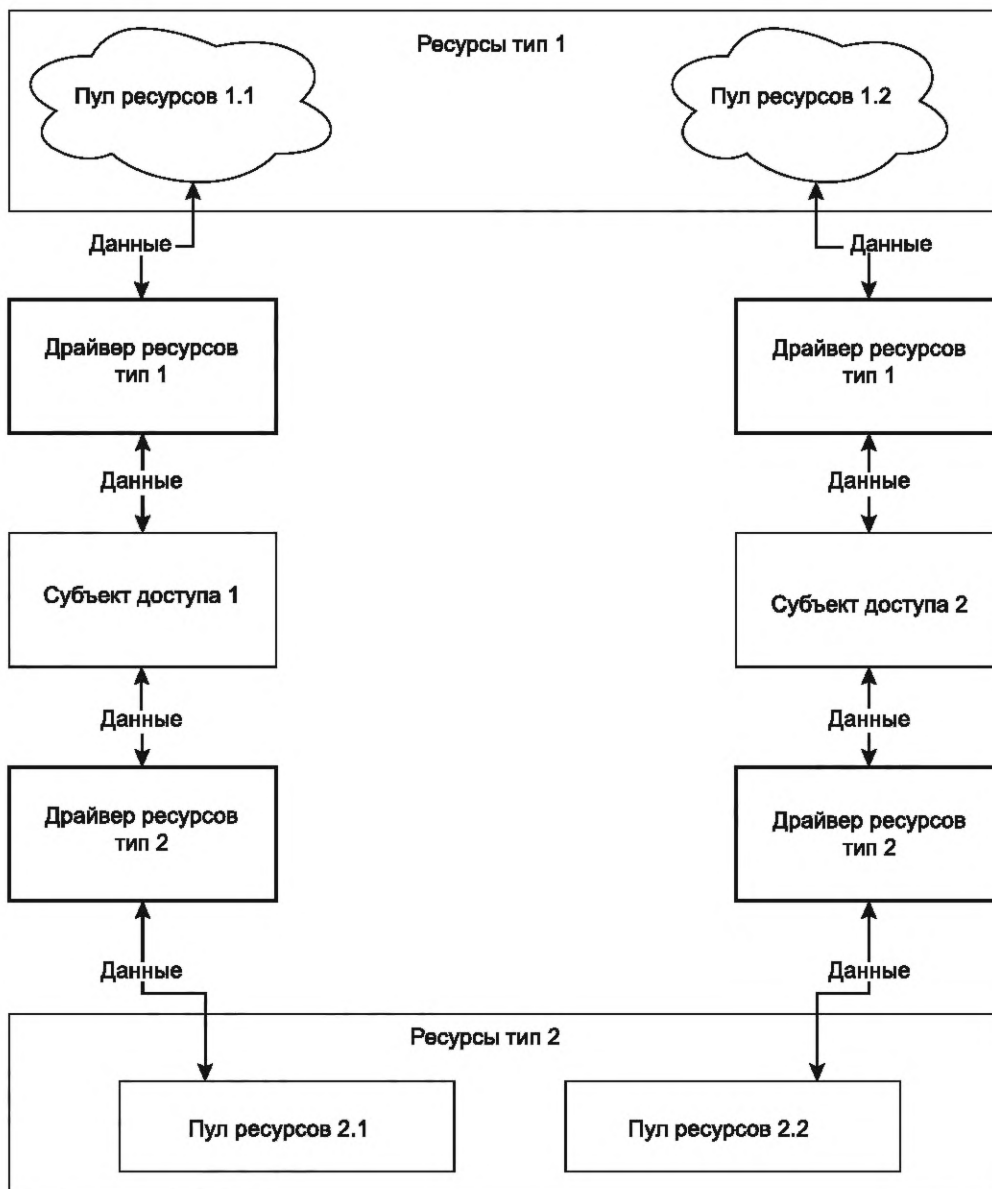 Ресурсы тип 1
Пул ресурсов 1.1
Пул ресурсов 1.2
Данные
Данные
Драйвер ресурсов
тип 1
Драйвер ресурсов
тип 1
Данные
Данные
Субъект доступа 1
Субъект доступа 2
Данные
Данные
Драйвер ресурсов
тип 2
Драйвер ресурсов
тип 2
Данные
Данные
Ресурсы тип 2
Пул ресурсов 2.1
Пул ресурсов 2.2